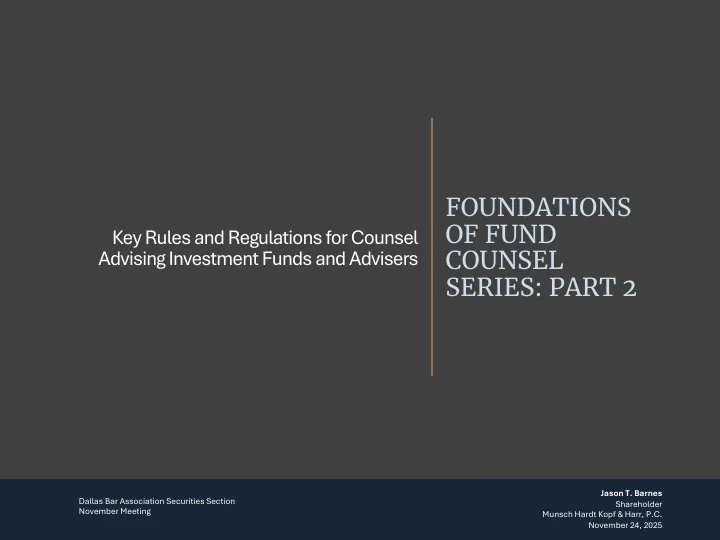 Key Rules and Regulations for Counsel
Advising Investment Funds and Advisers
FOUNDATIONS
OF FUND
COUNSEL
SERIES: PART 2
Dallas Bar Association Securities Section
November Meeting
Jason T. Barnes
Shareholder
Munsch Hardt Kopf & Harr, P.C.
November 24, 2025